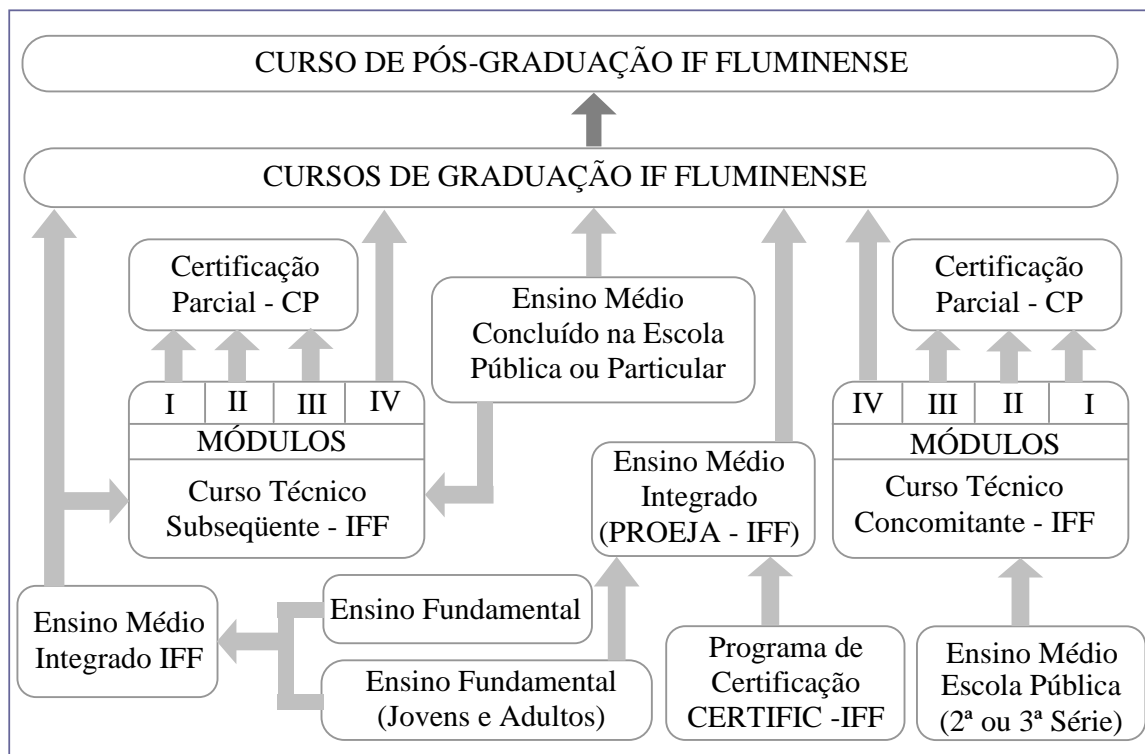 CURSO DE PÓS-GRADUAÇÃO IF FLUMINENSE
CURSOS DE GRADUAÇÃO IF FLUMINENSE
Certificação
Parcial - CP
Ensino Médio
Concluído na Escola
Pública ou Particular
Certificação
Parcial - CP
I II III IV
MÓDULOS
Curso Técnico
Subseqüente - IFF
Ensino Médio
Integrado
(PROEJA - IFF)
IV III II I
MÓDULOS
Curso Técnico
Concomitante - IFF
Ensino Médio
Integrado IFF
Ensino Fundamental
Ensino Fundamental
(Jovens e Adultos)
Programa de
Certificação
CERTIFIC -IFF
Ensino Médio
Escola Pública
(2ª ou 3ª Série)